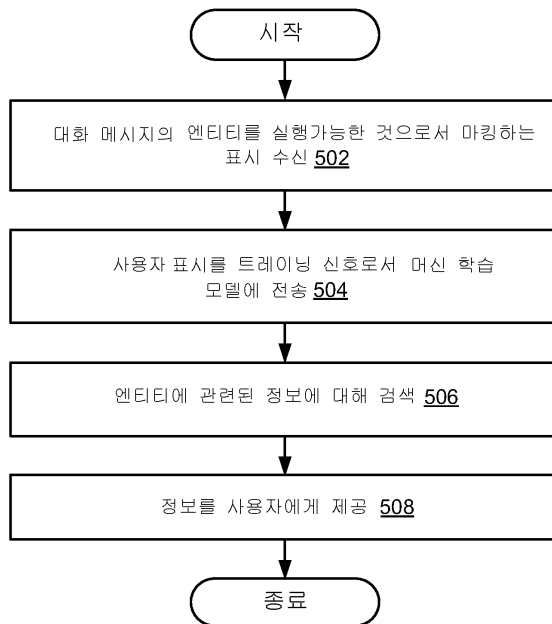 시작
대화 메시지의 엔티티를 실행가능한 것으로서 마킹하는
표시 수신 502
사용자 표시를 트레이닝 신호로서 머신 학습
모델에 전송 504
엔티티에 관련된 정보에 대해 검색 506
정보를 사용자에게 제공 508
종료